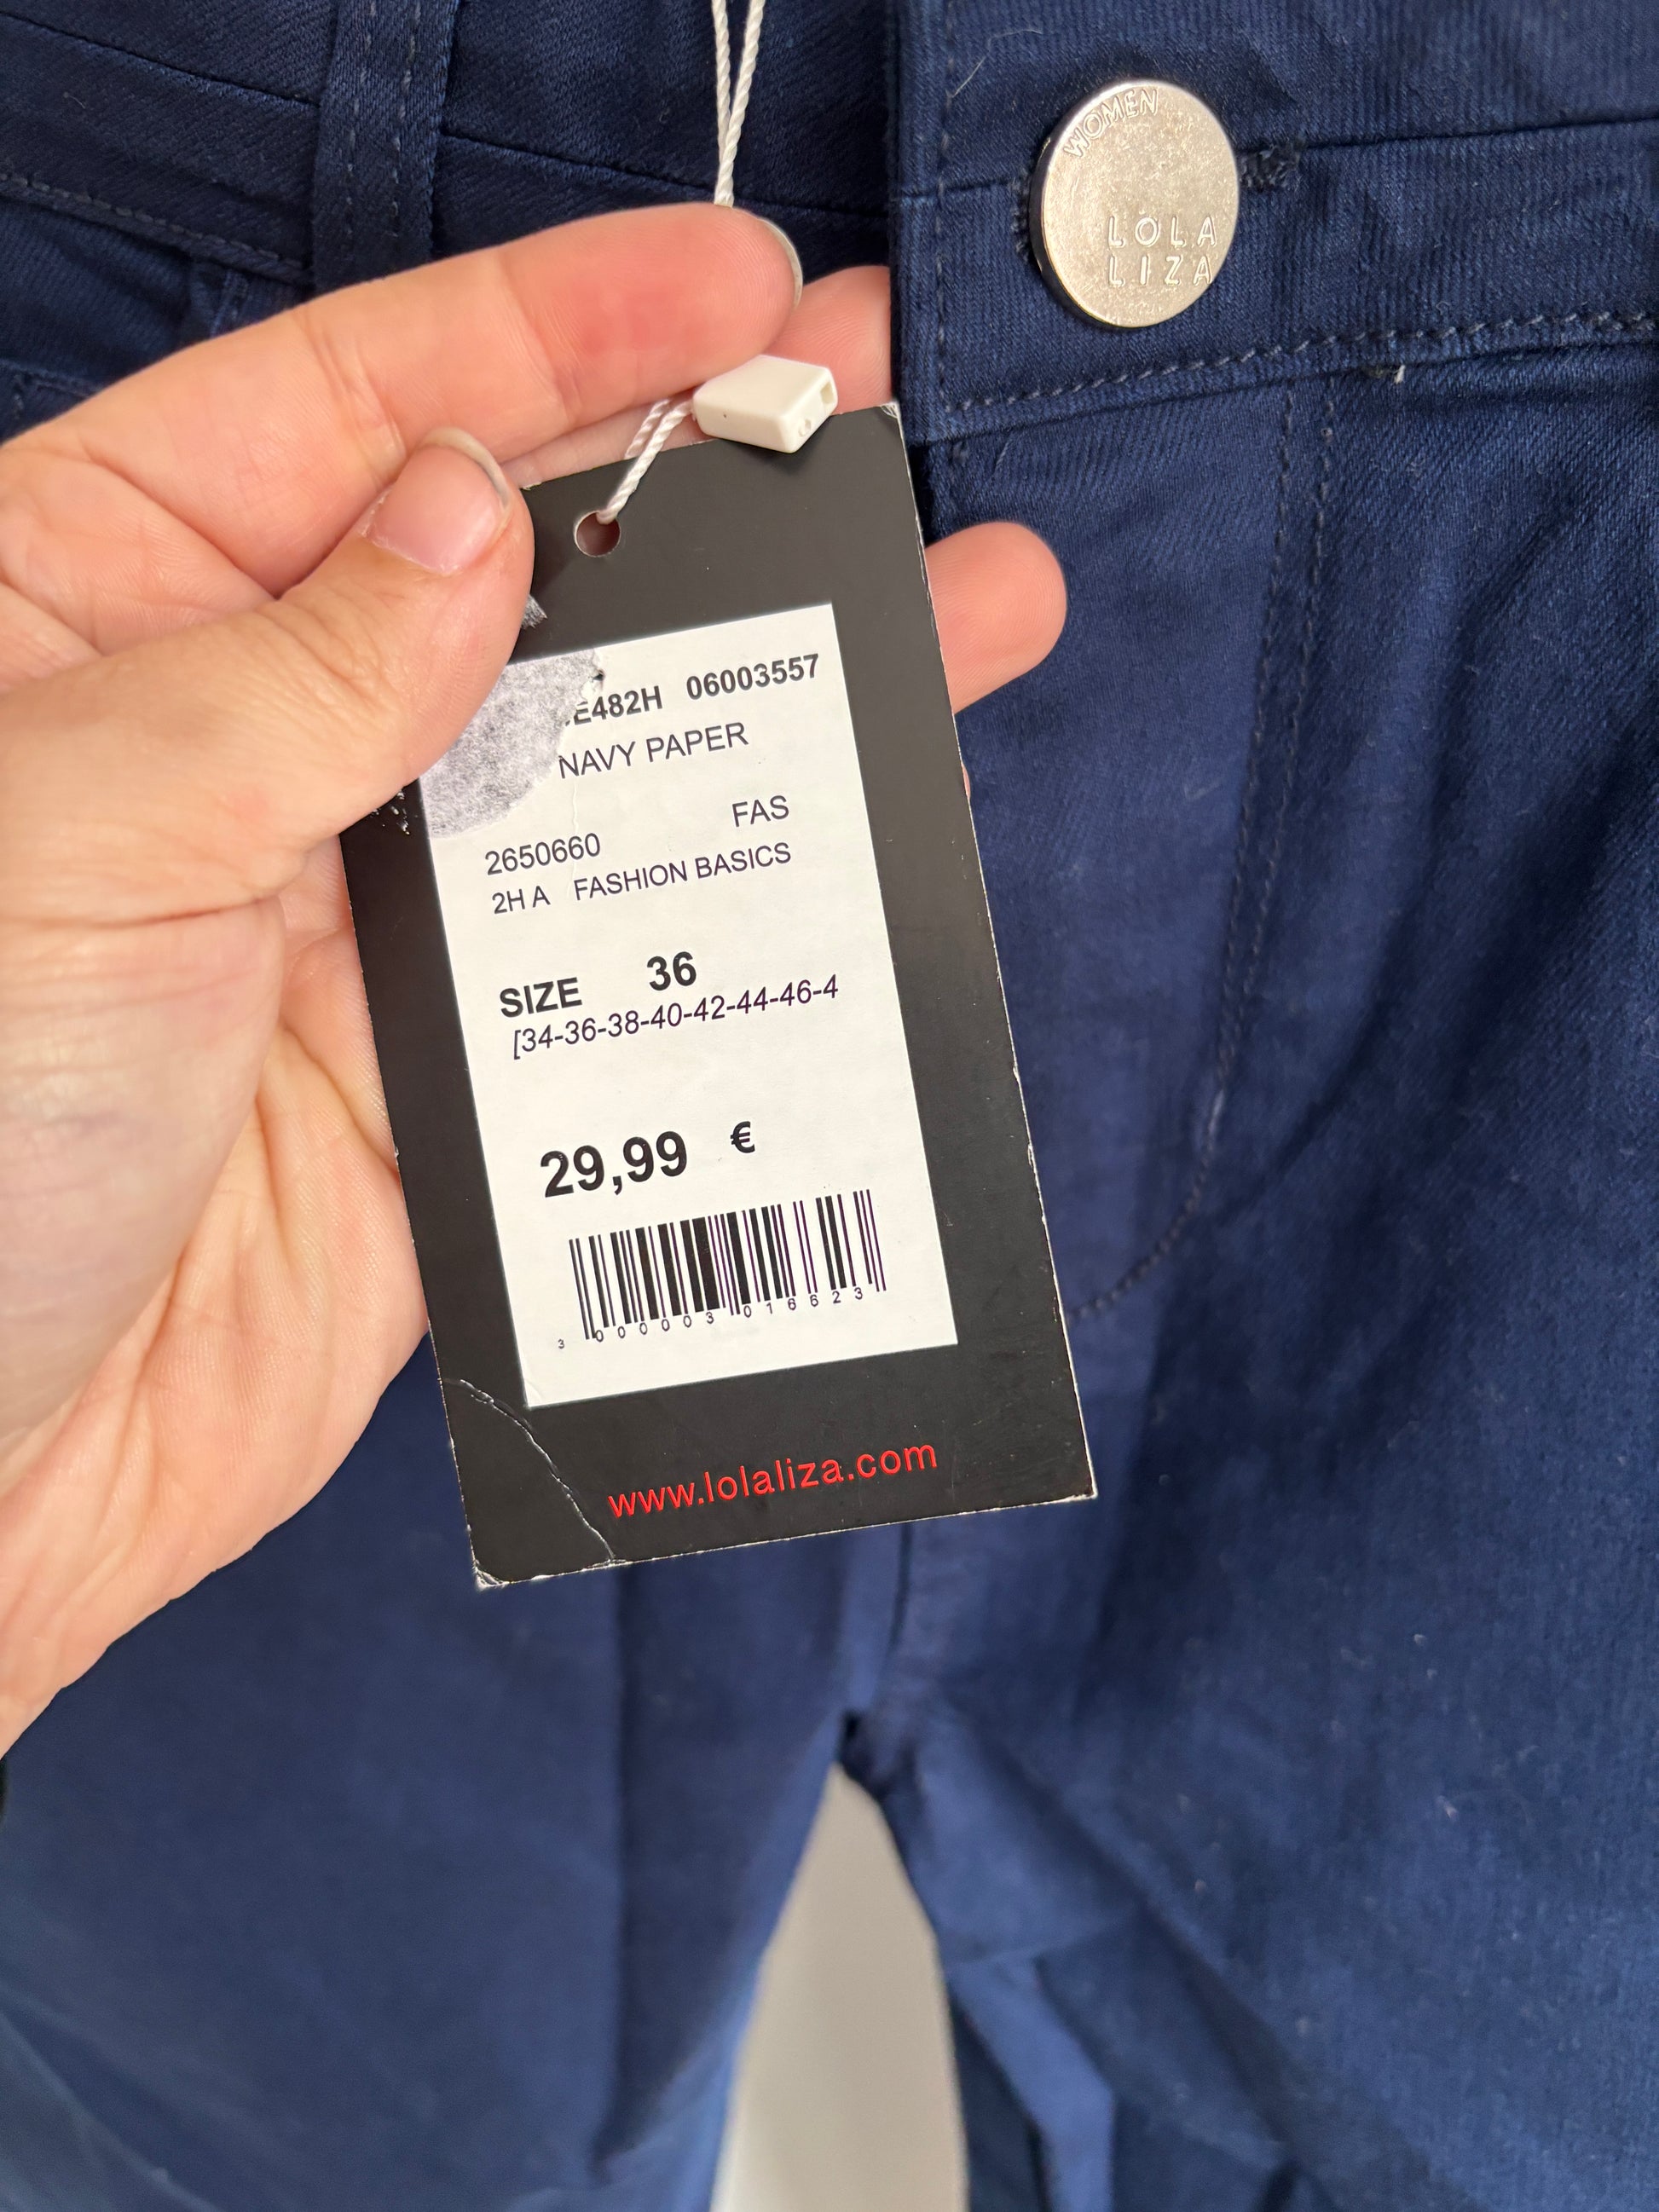 WOMEN
LOLA
LIZA
E482H 06003557
NAVY PAPER
FAS
2650660
2H A FASHION BASICS
SIZE 36
[34-36-38-40-42-44-46-4
29,99 €
3 000003 016623
www.lolaliza.com